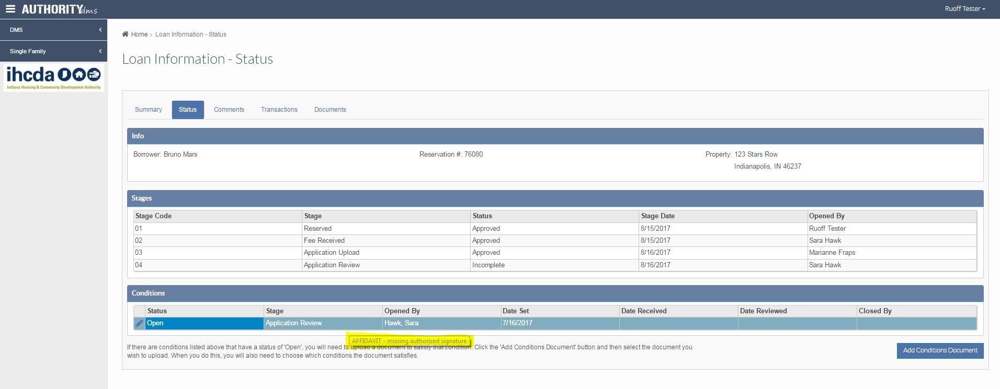 AUTHORITYdms
Ruoff Tester
DMS
Single Family
ihcda
Indiana Housing & Community Development Authority
Home > Loan Information - Status
Loan Information - Status
Summary Status Comments Transactions Documents
Info
Borrower: Bruno Mars Reservation #: 76080 Property: 123 Stars Row
Indianapolis, IN 46237
Stages
Stage Code Stage Status Stage Date Opened By
01 Reserved Approved 8/15/2017 Ruoff Tester
02 Fee Received Approved 8/15/2017 Sara Hawk
03 Application Upload Approved 8/16/2017 Marianne Fraps
04 Application Review Incomplete 8/16/2017 Sara Hawk
Conditions
Status Stage Opened By Date Set Date Received Date Reviewed Closed By
Open Application Review Hawk, Sara 7/16/2017
AFFIDAVIT - missing authorized signature
If there are conditions listed above that have a status of 'Open', you will need to upload a document to satisfy that condition. Click the 'Add Conditions Document' button and then select the document you
wish to upload. When you do this, you will also need to choose which conditions the document satisfies.
Add Conditions Document